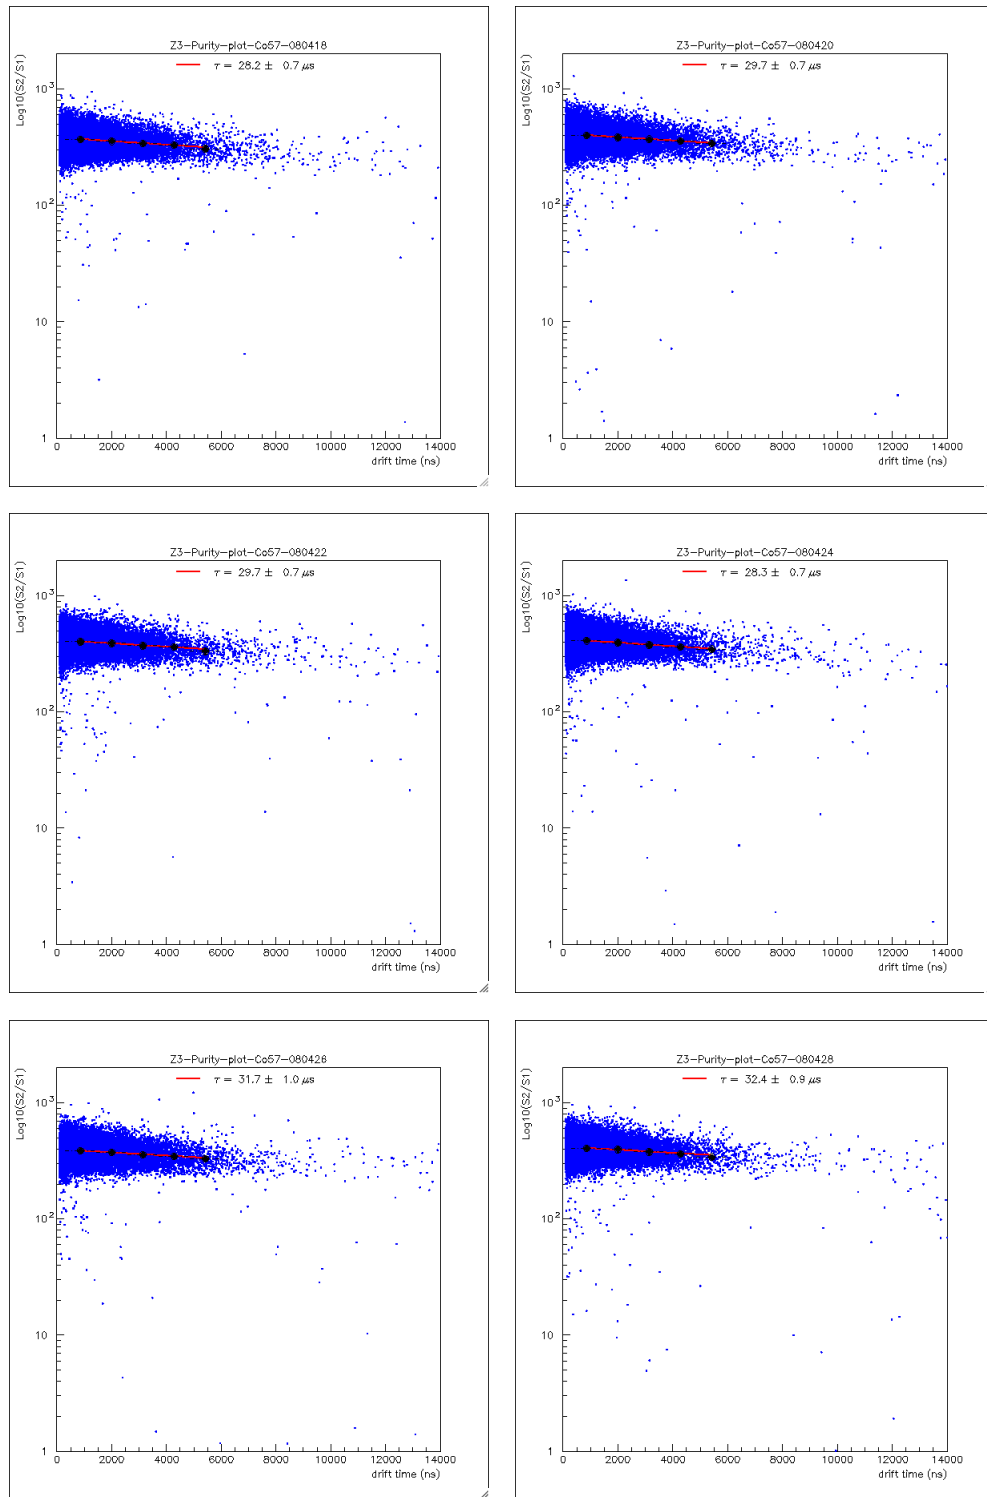 Z3-Purity-plot-Co57-080418
τ = 28.2 ± 0.7 μs
Log10(S2/S1)
10³
10²
10
1
0 2000 4000 6000 8000 10000 12000 14000
drift time (ns)
Z3-Purity-plot-Co57-080420
τ = 29.7 ± 0.7 μs
Log10(S2/S1)
10³
10²
10
1
0 2000 4000 6000 8000 10000 12000 14000
drift time (ns)
Z3-Purity-plot-Co57-080422
τ = 29.7 ± 0.7 μs
Log10(S2/S1)
10³
10²
10
1
0 2000 4000 6000 8000 10000 12000 14000
drift time (ns)
Z3-Purity-plot-Co57-080424
τ = 28.3 ± 0.7 μs
Log10(S2/S1)
10³
10²
10
1
0 2000 4000 6000 8000 10000 12000 14000
drift time (ns)
Z3-Purity-plot-Co57-080426
τ = 31.7 ± 1.0 μs
Log10(S2/S1)
10³
10²
10
1
0 2000 4000 6000 8000 10000 12000 14000
drift time (ns)
Z3-Purity-plot-Co57-080428
τ = 32.4 ± 0.9 μs
Log10(S2/S1)
10³
10²
10
1
0 2000 4000 6000 8000 10000 12000 14000
drift time (ns)